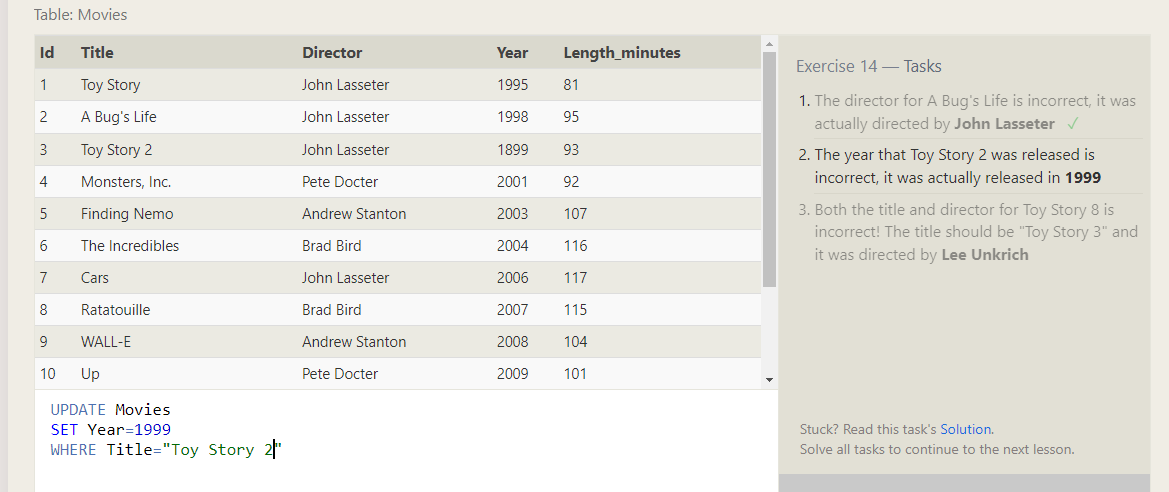 Table: Movies
Id Title Director Year Length_minutes
1 Toy Story John Lasseter 1995 81
2 A Bug's Life John Lasseter 1998 95
3 Toy Story 2 John Lasseter 1899 93
4 Monsters, Inc. Pete Docter 2001 92
5 Finding Nemo Andrew Stanton 2003 107
6 The Incredibles Brad Bird 2004 116
7 Cars John Lasseter 2006 117
8 Ratatouille Brad Bird 2007 115
9 WALL-E Andrew Stanton 2008 104
10 Up Pete Docter 2009 101
UPDATE Movies
SET Year=1999
WHERE Title="Toy Story 2"
Exercise 14 — Tasks
1. The director for A Bug's Life is incorrect, it was
actually directed by John Lasseter ✓
2. The year that Toy Story 2 was released is
incorrect, it was actually released in 1999
3. Both the title and director for Toy Story 8 is
incorrect! The title should be "Toy Story 3" and
it was directed by Lee Unkrich
Stuck? Read this task's Solution.
Solve all tasks to continue to the next lesson.